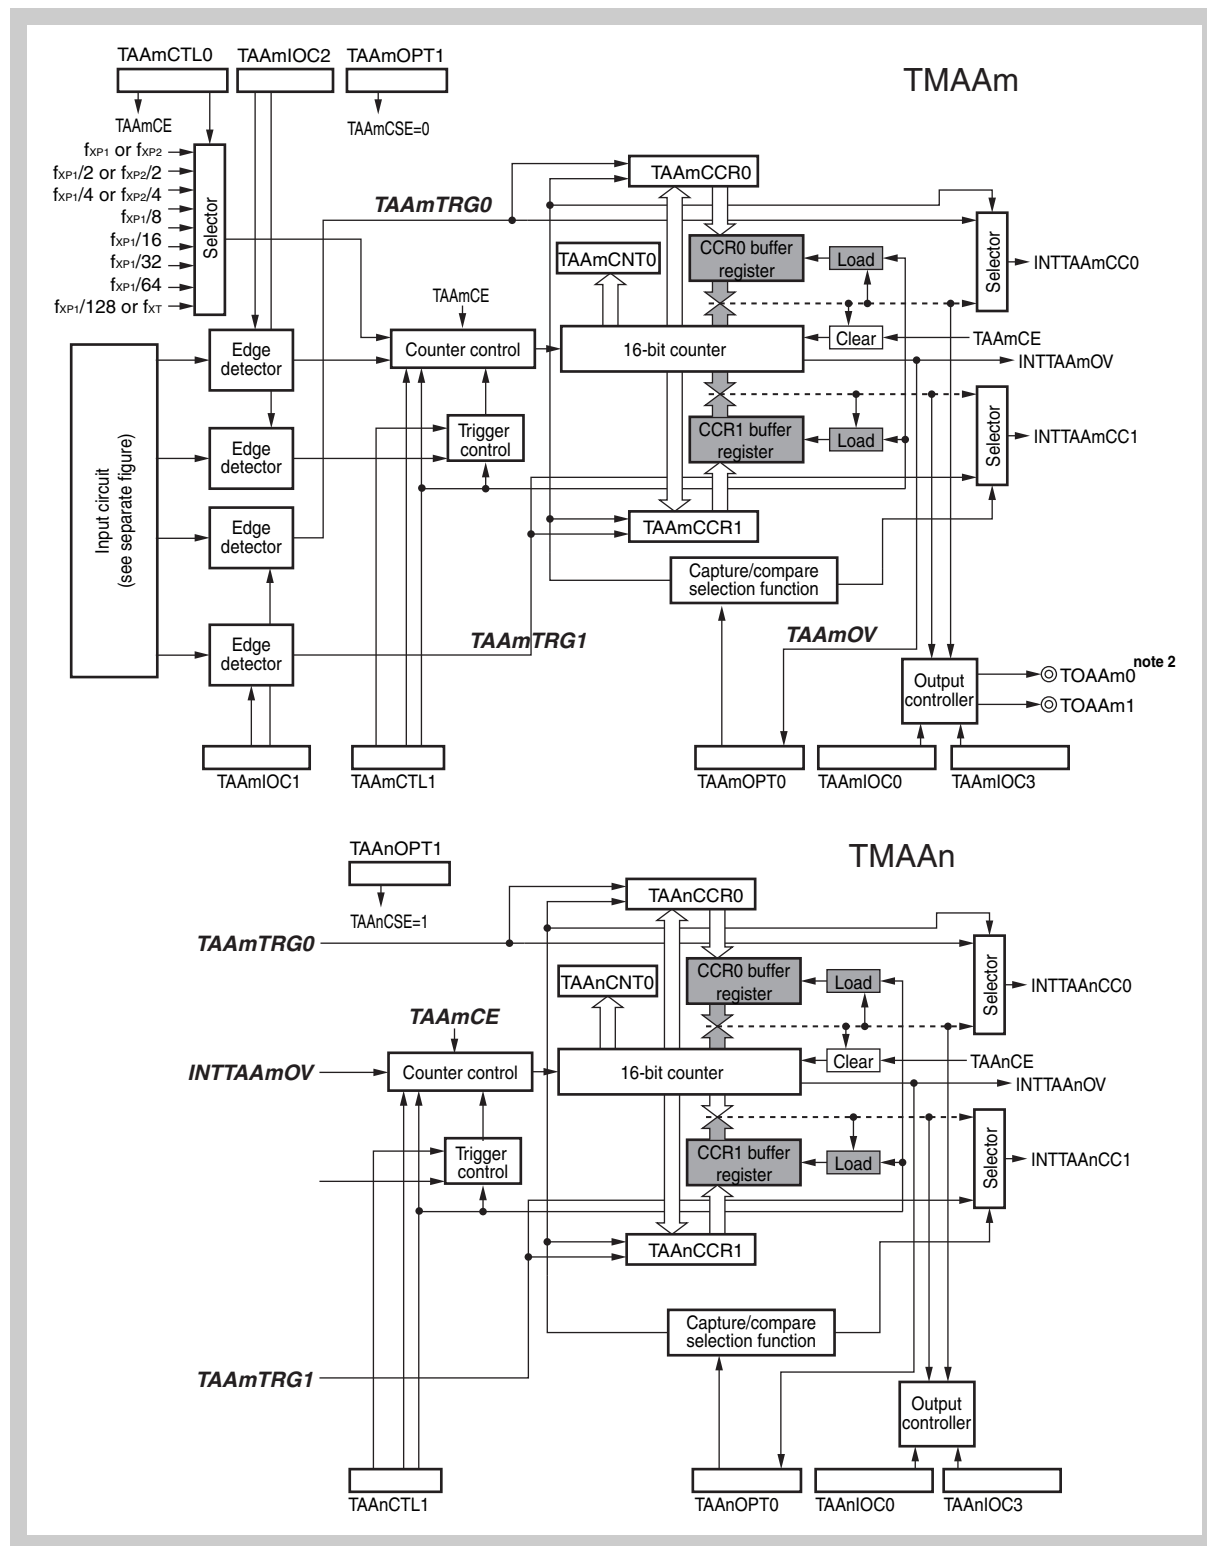 TAAmCTL0
TAAmIOC2
TAAmOPT1
TMAAm
TAAmCE
TAAmCSE=0
fXP1 or fXP2
fXP1/2 or fXP2/2
fXP1/4 or fXP2/4
fXP1/8
fXP1/16
fXP1/32
fXP1/64
fXP1/128 or fXT
Selector
TAAmTRG0
TAAmCCR0
CCR0 buffer
register
Load
TAAmCNT0
Selector
INTTAAmCC0
TAAmCE
Counter control
16-bit counter
Clear
TAAmCE
INTTAAmOV
Input circuit
(see separate figure)
Edge
detector
Edge
detector
Edge
detector
Edge
detector
Trigger
control
CCR1 buffer
register
Load
Selector
INTTAAmCC1
TAAmCCR1
Capture/compare
selection function
TAAmTRG1
TAAmOV
Output
controller
TOAAm0 note 2
TOAAm1
TAAmIOC1
TAAmCTL1
TAAmOPT0
TAAmIOC0
TAAmIOC3
TAAnOPT1
TMAAn
TAAnCSE=1
TAAmTRG0
TAAnCCR0
CCR0 buffer
register
Load
TAAnCNT0
Selector
INTTAAnCC0
TAAmCE
INTTAAmOV
Counter control
16-bit counter
Clear
TAAnCE
INTTAAnOV
Trigger
control
CCR1 buffer
register
Load
Selector
INTTAAnCC1
TAAnCCR1
Capture/compare
selection function
TAAmTRG1
Output
controller
TAAnCTL1
TAAnOPT0
TAAnIOC0
TAAnIOC3